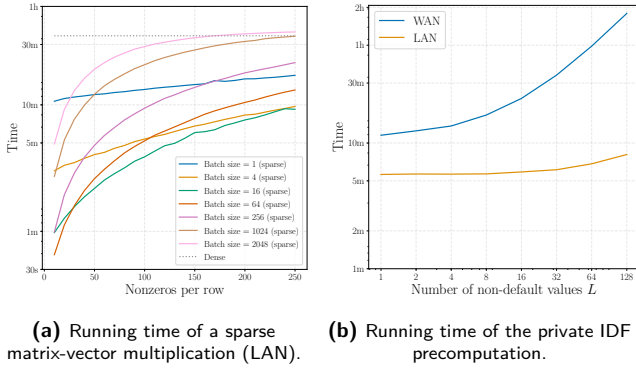 1h
30m
10m
5m
1m
30s
Time
0
50
100
150
200
250
Nonzeros per row
Batch size = 1 (sparse)
Batch size = 4 (sparse)
Batch size = 16 (sparse)
Batch size = 64 (sparse)
Batch size = 256 (sparse)
Batch size = 1024 (sparse)
Batch size = 2048 (sparse)
Dense
(a) Running time of a sparse
matrix-vector multiplication (LAN).
2h
1h
30m
10m
5m
2m
1m
Time
WAN
LAN
1
2
4
8
16
32
64
128
Number of non-default values L
(b) Running time of the private IDF
precomputation.